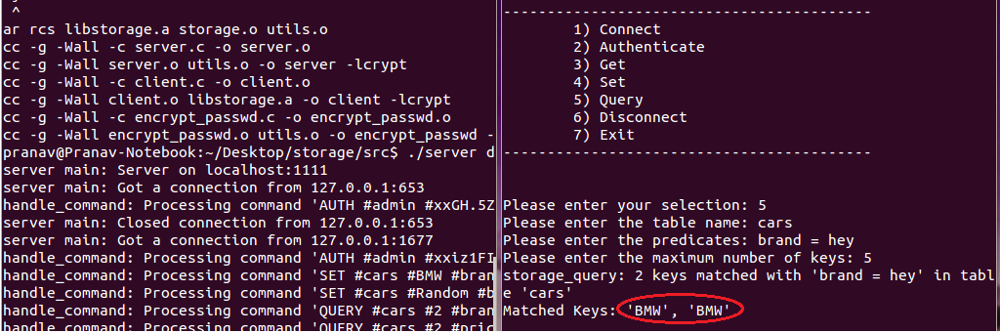 ^
ar rcs libstorage.a storage.o utils.o
cc -g -Wall -c server.c -o server.o
cc -g -Wall server.o utils.o -o server -lcrypt
cc -g -Wall -c client.c -o client.o
cc -g -Wall client.o libstorage.a -o client -lcrypt
cc -g -Wall -c encrypt_passwd.c -o encrypt_passwd.o
cc -g -Wall encrypt_passwd.o utils.o -o encrypt_passwd -
pranav@Pranav-Notebook:~/Desktop/storage/src$ ./server d
server main: Server on localhost:1111
server main: Got a connection from 127.0.0.1:653
handle_command: Processing command 'AUTH #admin #xxGH.5Z
server main: Closed connection from 127.0.0.1:653
server main: Got a connection from 127.0.0.1:1677
handle_command: Processing command 'AUTH #admin #xxiz1FI
handle_command: Processing command 'SET #cars #BMW #bran
handle_command: Processing command 'SET #cars #Random #b
handle_command: Processing command 'QUERY #cars #2 #bran
handle_command: Processing command 'QUERY #cars #2 #pric
------------------------------------------
1) Connect
2) Authenticate
3) Get
4) Set
5) Query
6) Disconnect
7) Exit
------------------------------------------
Please enter your selection: 5
Please enter the table name: cars
Please enter the predicates: brand = hey
Please enter the maximum number of keys: 5
storage_query: 2 keys matched with 'brand = hey' in tabl
e 'cars'
Matched Keys: 'BMW', 'BMW'